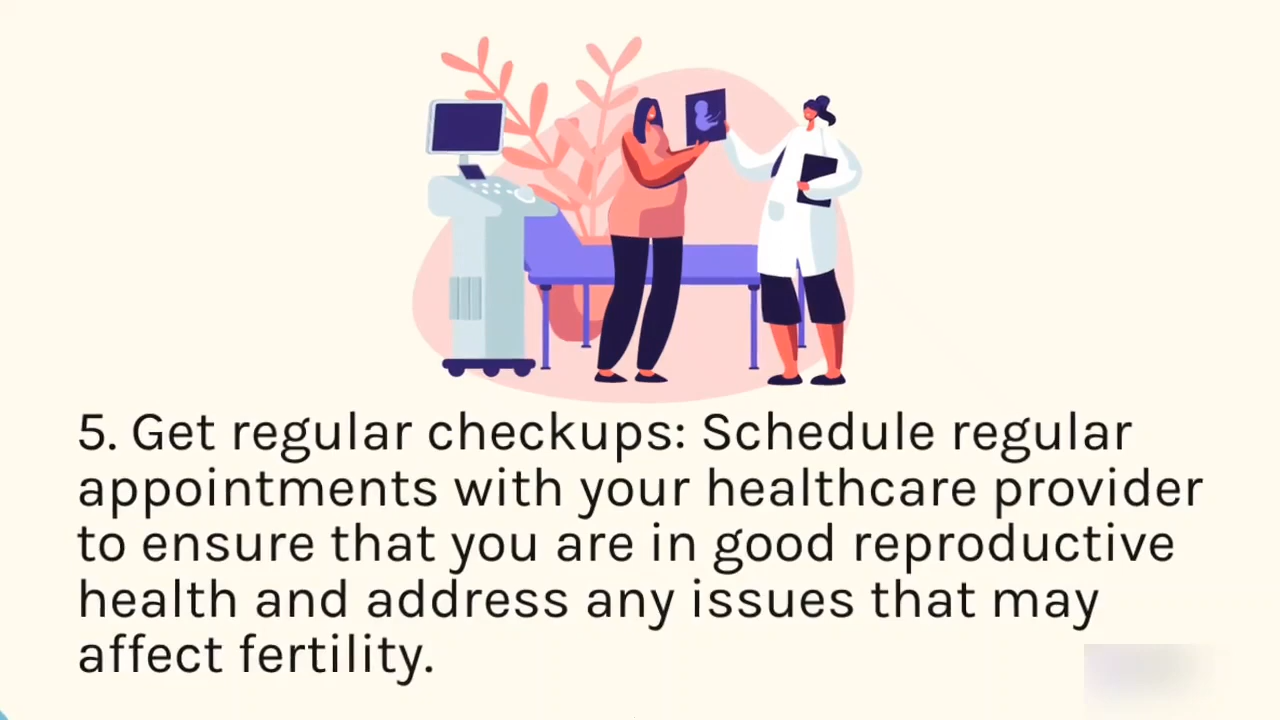 5. Get regular checkups: Schedule regular
appointments with your healthcare provider
to ensure that you are in good reproductive
health and address any issues that may
affect fertility.